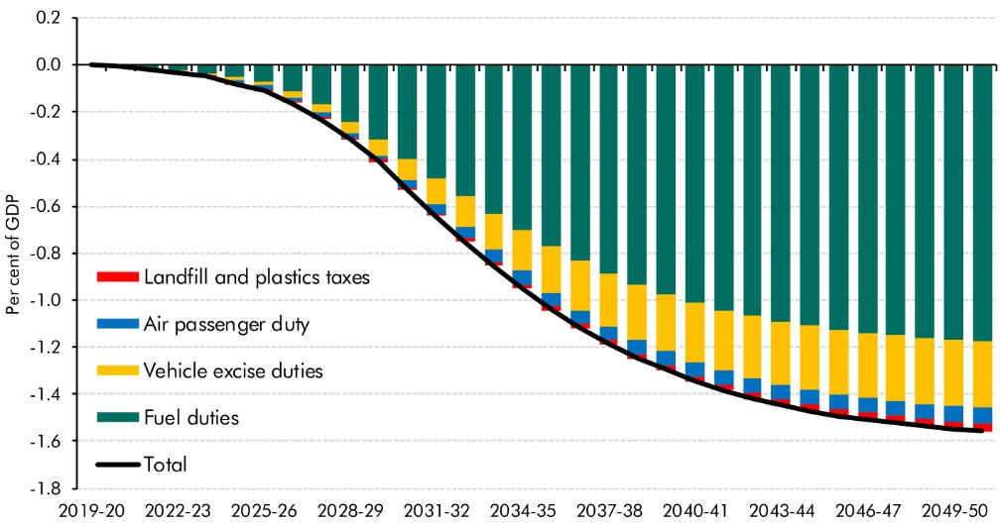 0.2
0.0
-0.2
-0.4
-0.6
-0.8
-1.0
-1.2
-1.4
-1.6
-1.8
Per cent of GDP
Landfill and plastics taxes
Air passenger duty
Vehicle excise duties
Fuel duties
Total
2019-20 2022-23 2025-26 2028-29 2031-32 2034-35 2037-38 2040-41 2043-44 2046-47 2049-50